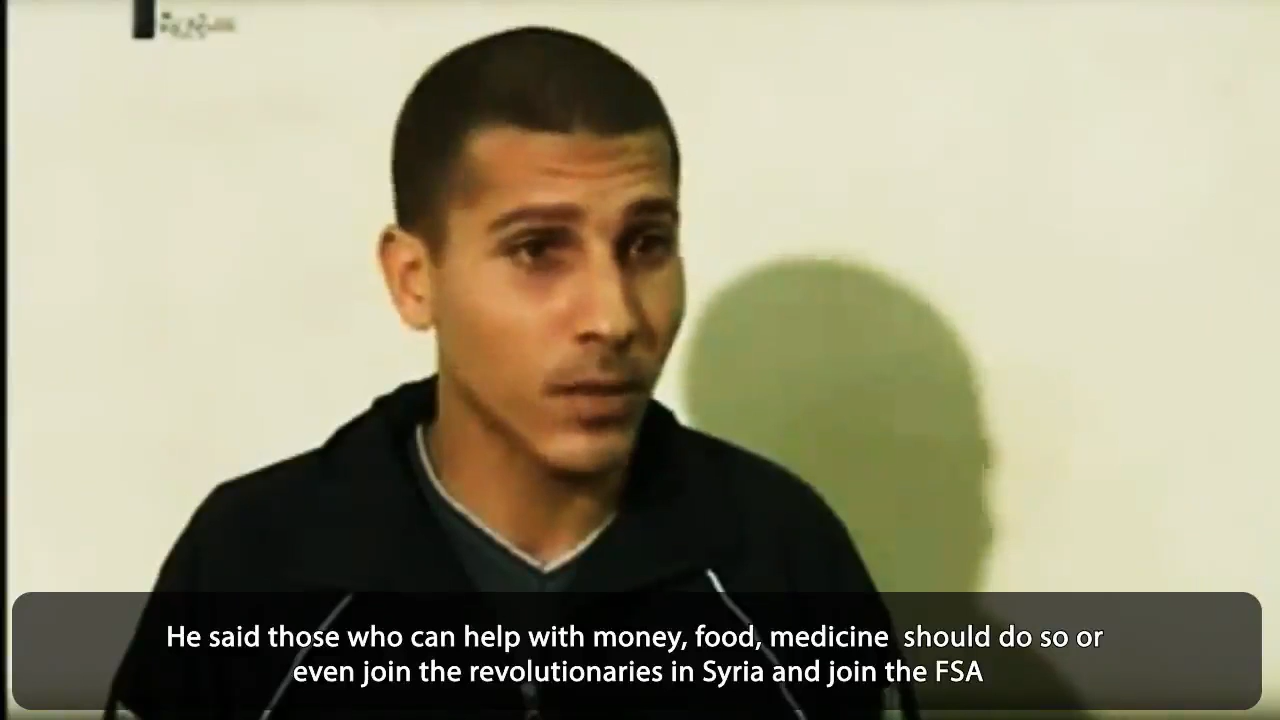 He said those who can help with money, food, medicine should do so or
even join the revolutionaries in Syria and join the FSA